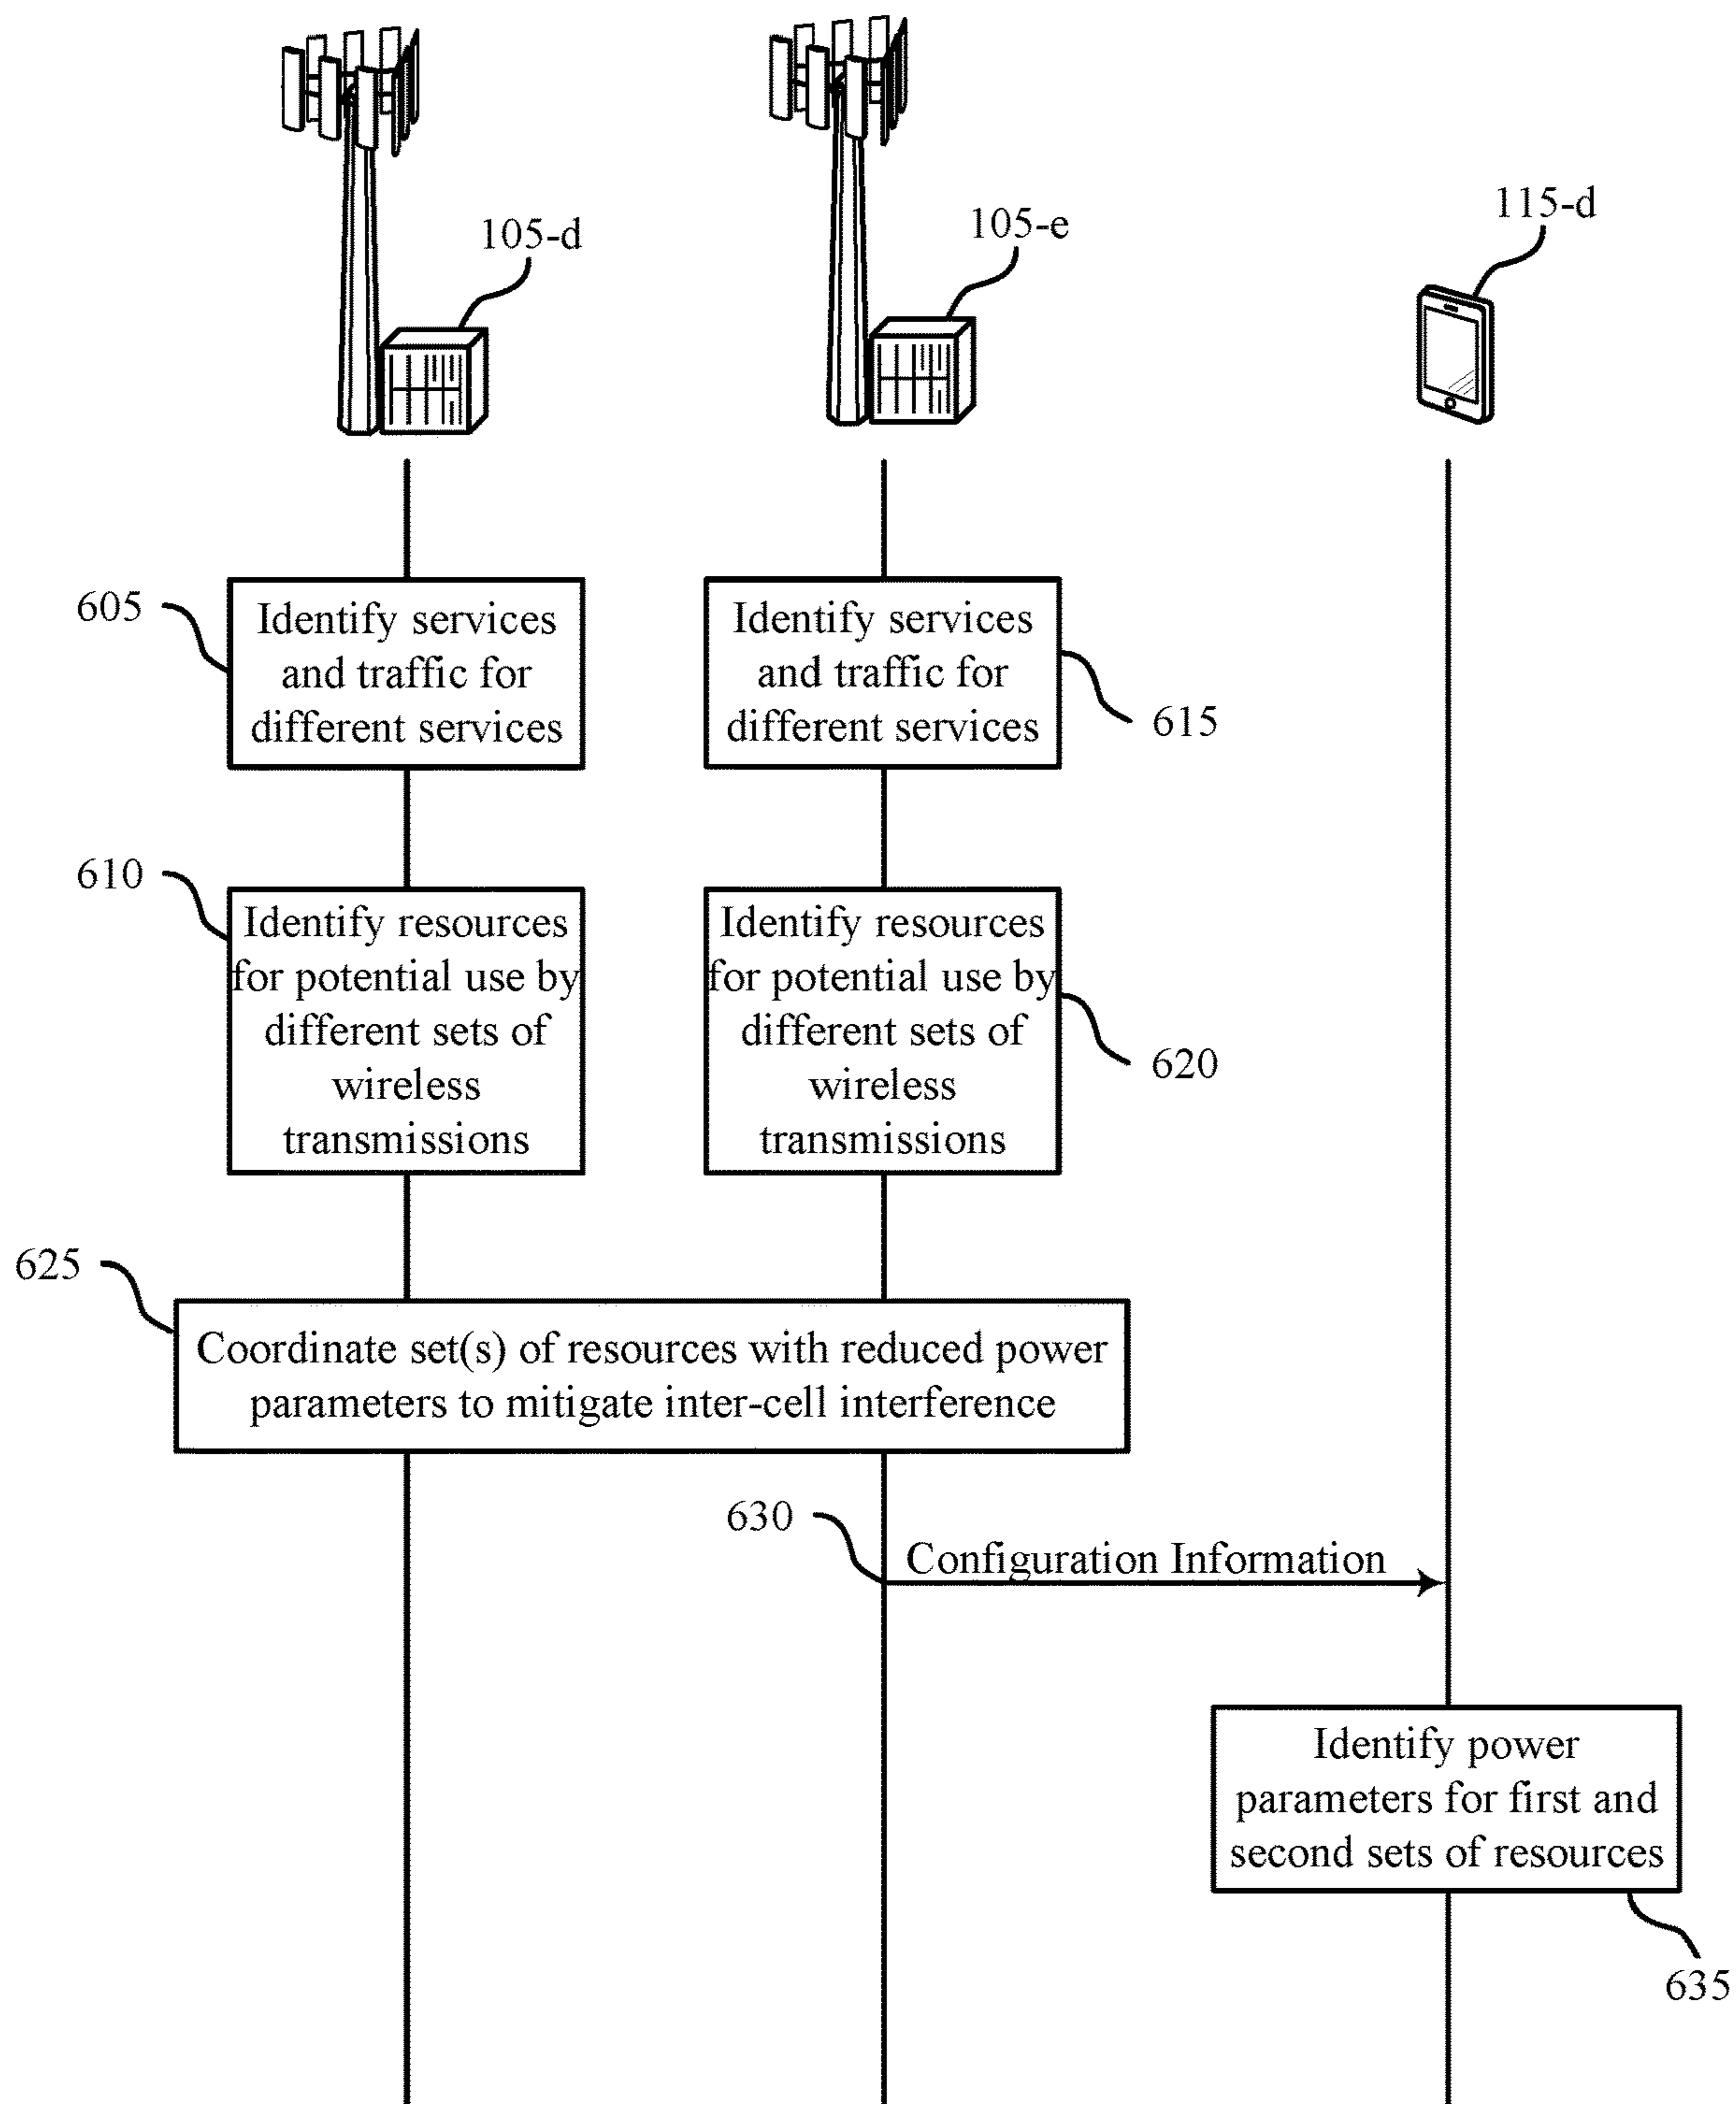 115-d
105-e
105-d
605
Identify services
and traffic for
different services
Identify services
and traffic for
different services
615
610
Identify resources
for potential use by
different sets of
wireless
transmissions
Identify resources
for potential use by
different sets of
wireless
transmissions
620
625
Coordinate set(s) of resources with reduced power
parameters to mitigate inter-cell interference
630
Configuration Information
Identify power
parameters for first and
second sets of resources
635